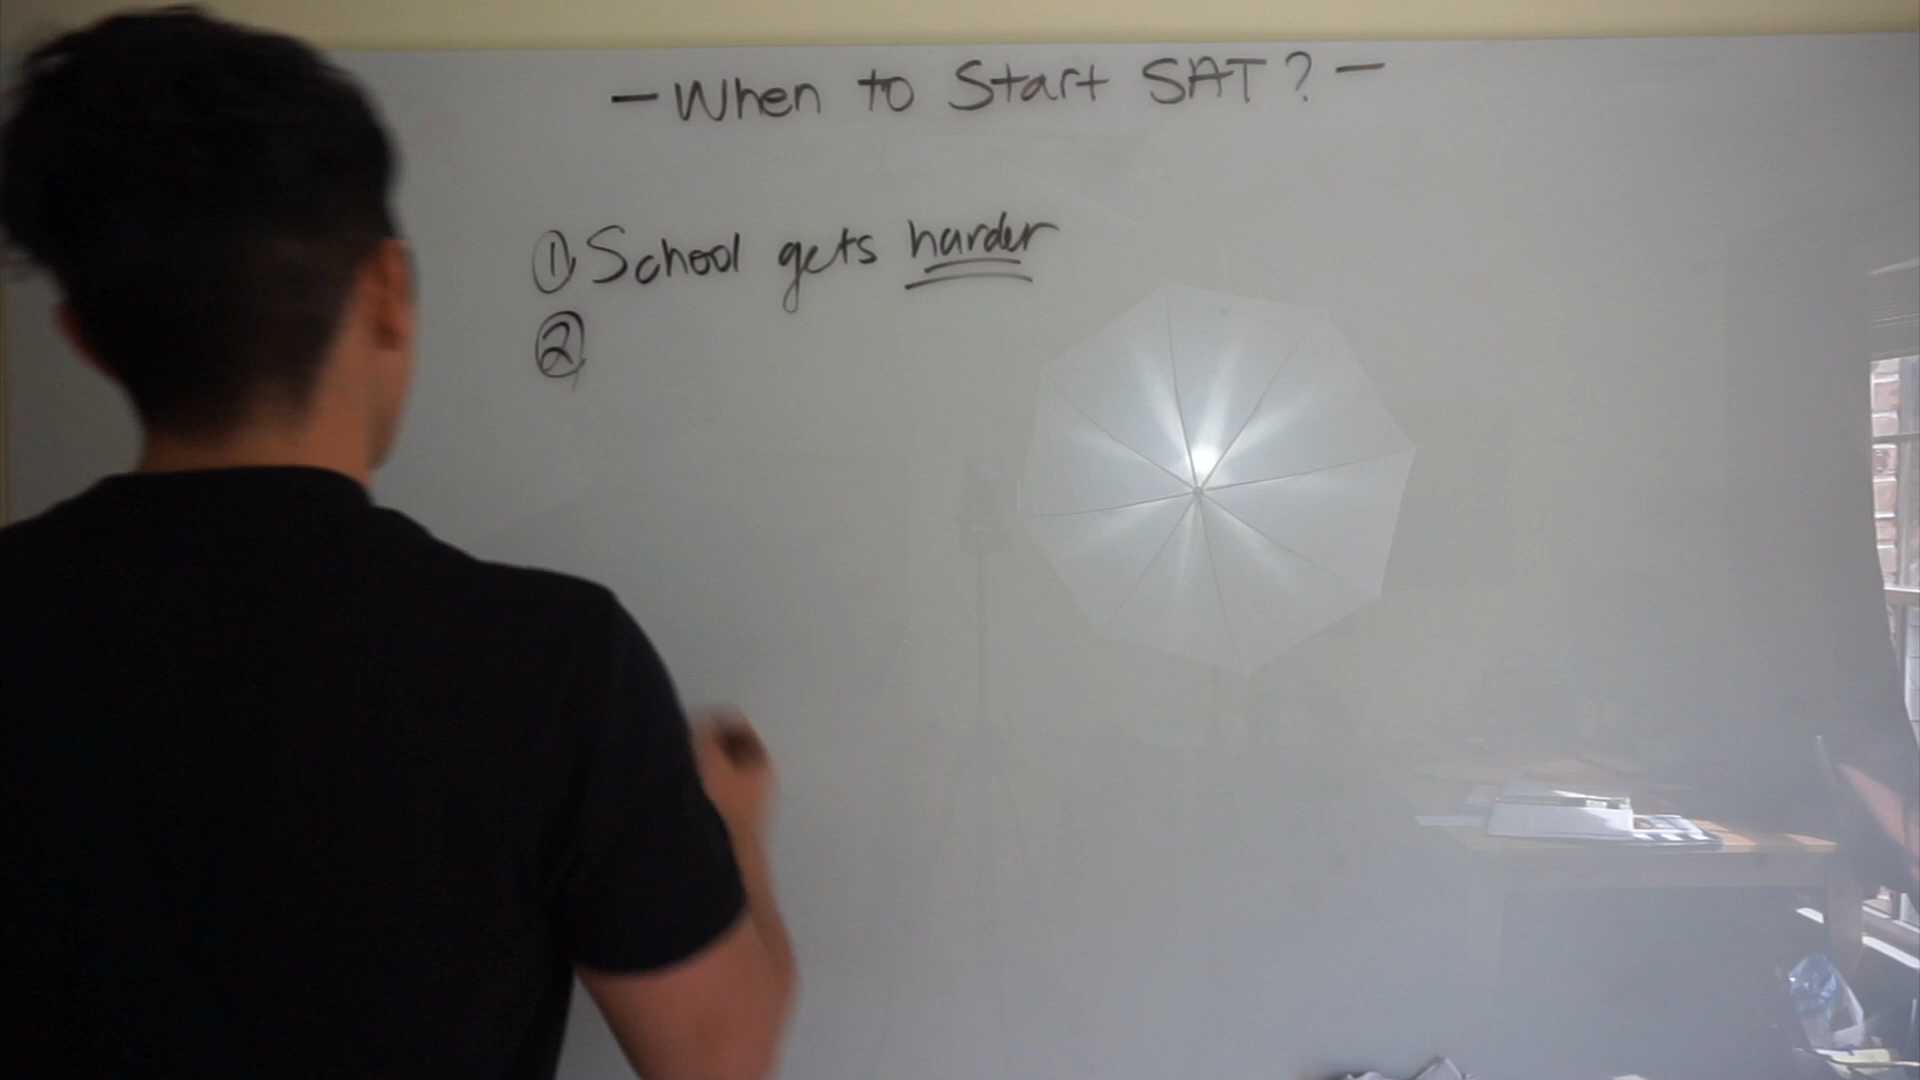 - When to Start SAT? -
① School gets harder
②